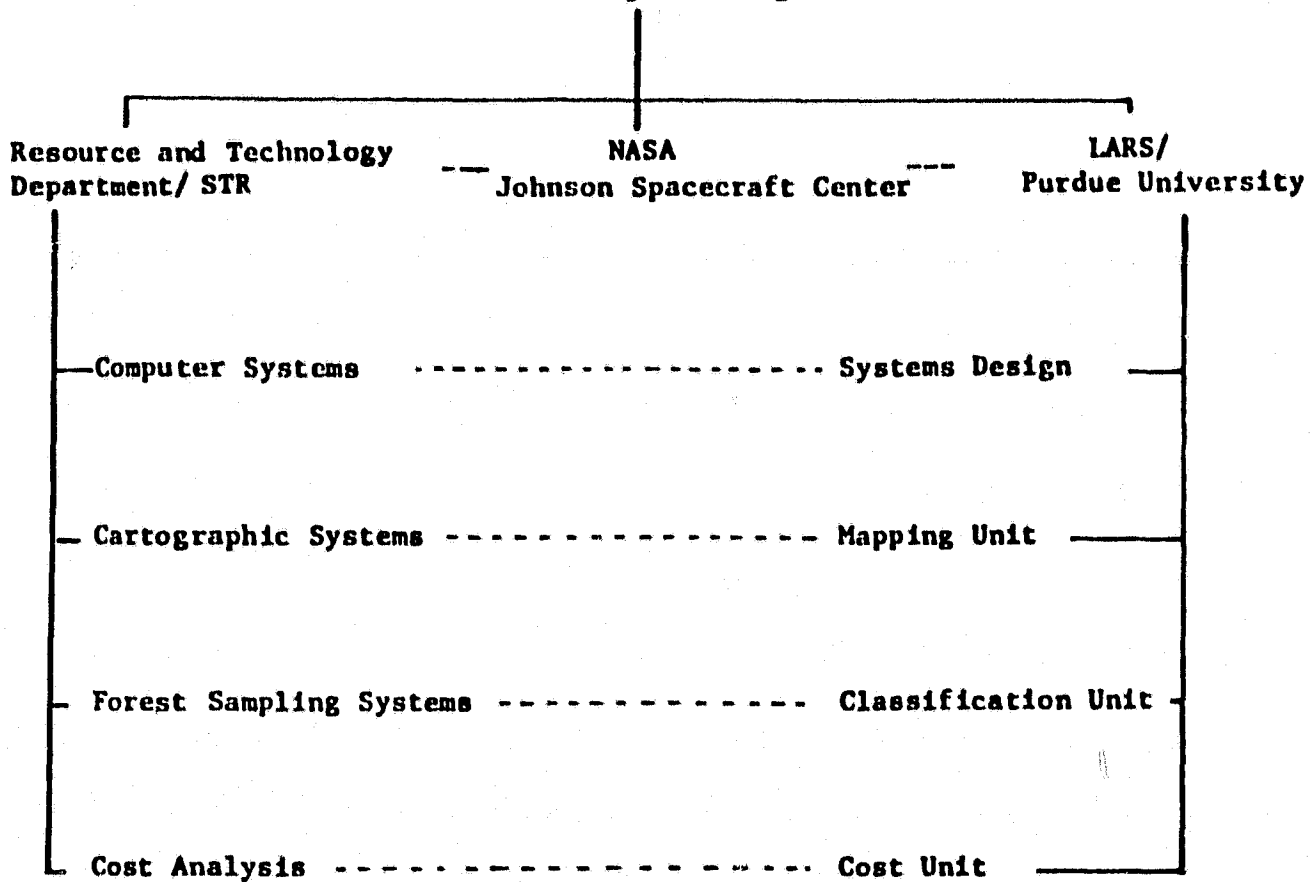 Resource and Technology
Department/ STR
NASA
Johnson Spacecraft Center
LARS/
Purdue University
Computer Systems
Systems Design
Cartographic Systems
Mapping Unit
Forest Sampling Systems
Classification Unit
Cost Analysis
Cost Unit